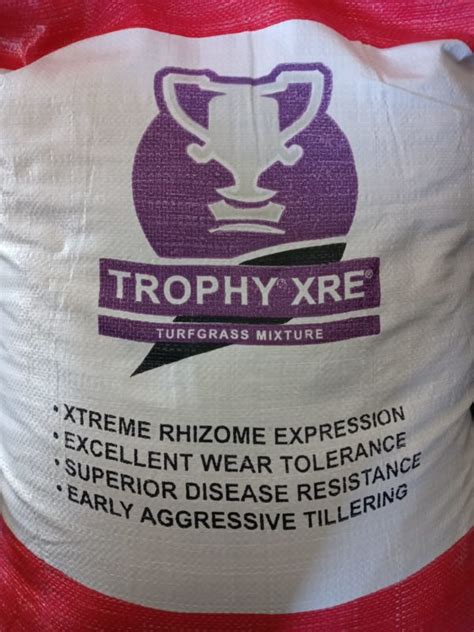 TROPHY XRE®
TURFGRASS MIXTURE
• XTREME RHIZOME EXPRESSION
• EXCELLENT WEAR TOLERANCE
• SUPERIOR DISEASE RESISTANCE
• EARLY AGGRESSIVE TILLERING